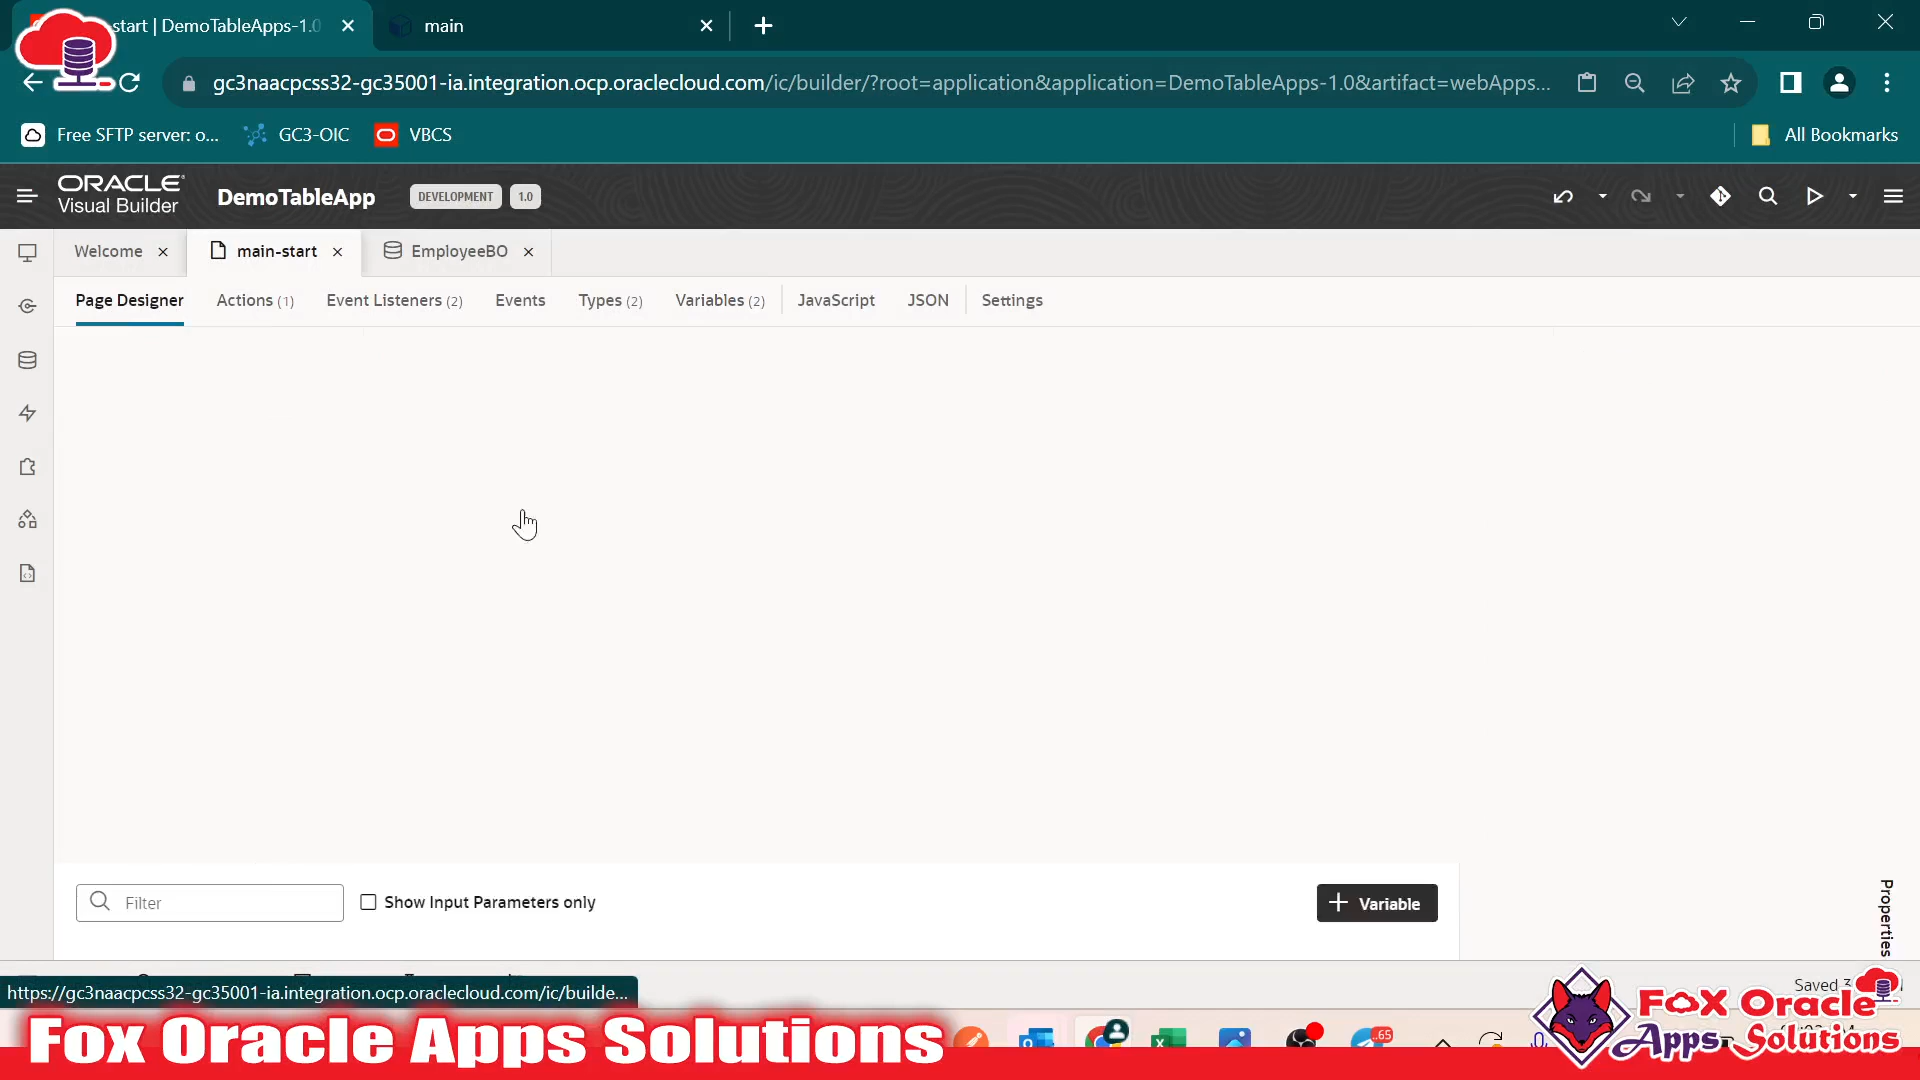 start | DemoTableApps-1.0
main
gc3naacpcss32-gc35001-ia.integration.ocp.oraclecloud.com/ic/builder/?root=application&application=DemoTableApps-1.0&artifact=webApps...
Free SFTP server: o...
GC3-OIC
VBCS
All Bookmarks
ORACLE
Visual Builder
DemoTableApp
DEVELOPMENT
1.0
Welcome
main-start
EmployeeBO
Page Designer
Actions (1)
Event Listeners (2)
Events
Types (2)
Variables (2)
JavaScript
JSON
Settings
Filter
Show Input Parameters only
+ Variable
Properties
https://gc3naacpcss32-gc35001-ia.integration.ocp.oraclecloud.com/ic/builde...
Saved
Fox Oracle Apps Solutions
65
FOX Oracle
Apps Solutions